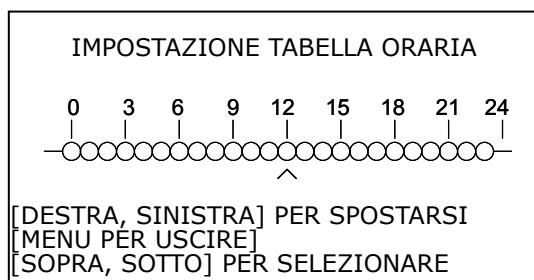 IMPOSTAZIONE TABELLA ORARIA
0 3 6 9 12 15 18 21 24
[DESTRA, SINISTRA] PER SPOSTARSI
[MENU PER USCIRE]
[SOPRA, SOTTO] PER SELEZIONARE